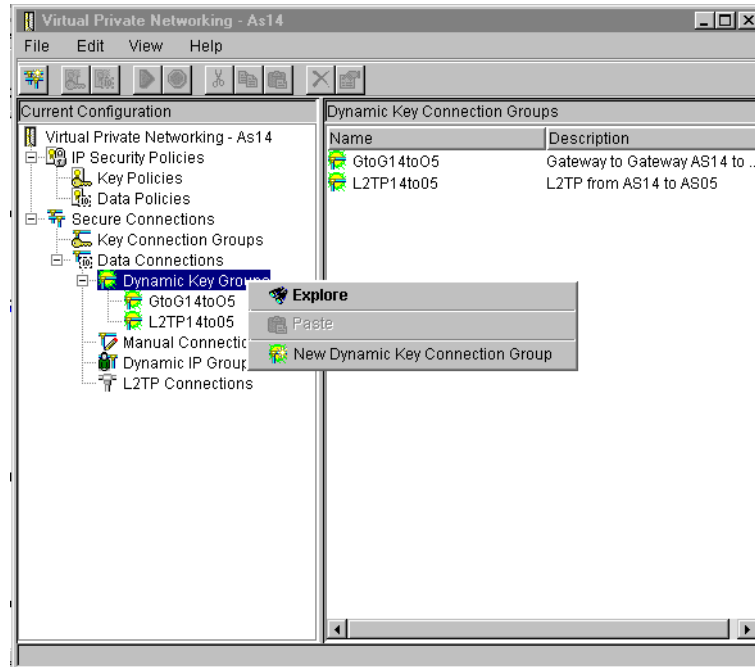 Virtual Private Networking - As14
File Edit View Help
Current Configuration
Dynamic Key Connection Groups
Virtual Private Networking - As14
IP Security Policies
Key Policies
Data Policies
Secure Connections
Key Connection Groups
Data Connections
Dynamic Key Groups
GtoG14toO5
L2TP14to05
Manual Connectio
Dynamic IP Group
L2TP Connections
Explore
Paste
New Dynamic Key Connection Group
Name Description
GtoG14toO5 Gateway to Gateway AS14 to ..
L2TP14to05 L2TP from AS14 to AS05